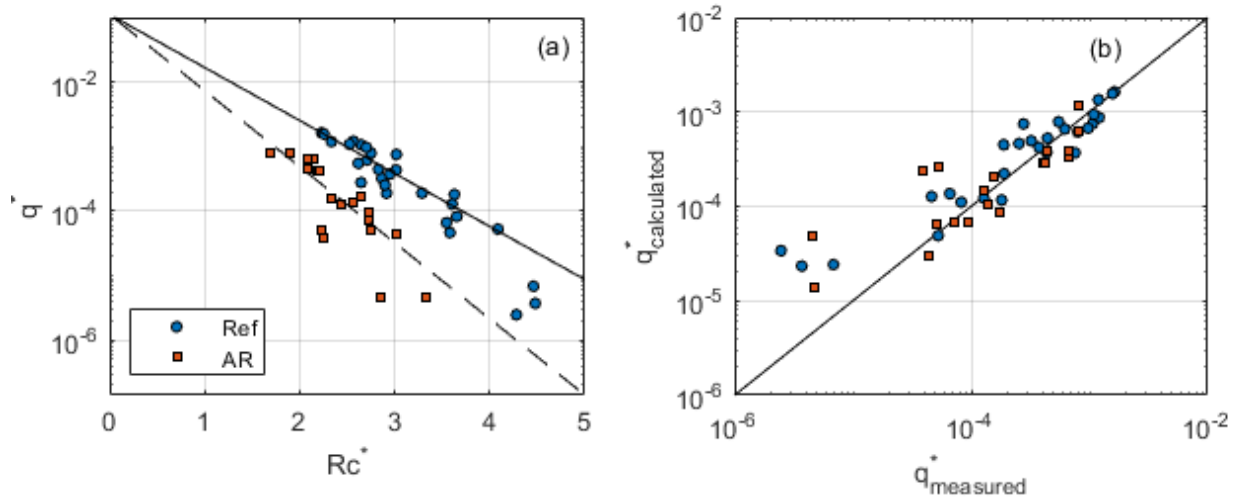 (a)
q*
10⁻²
10⁻⁴
10⁻⁶
Ref
AR
0 1 2 3 4 5
Rc*
(b)
q*calculated
10⁻²
10⁻³
10⁻⁴
10⁻⁵
10⁻⁶
10⁻⁶ 10⁻⁴ 10⁻²
q*measured